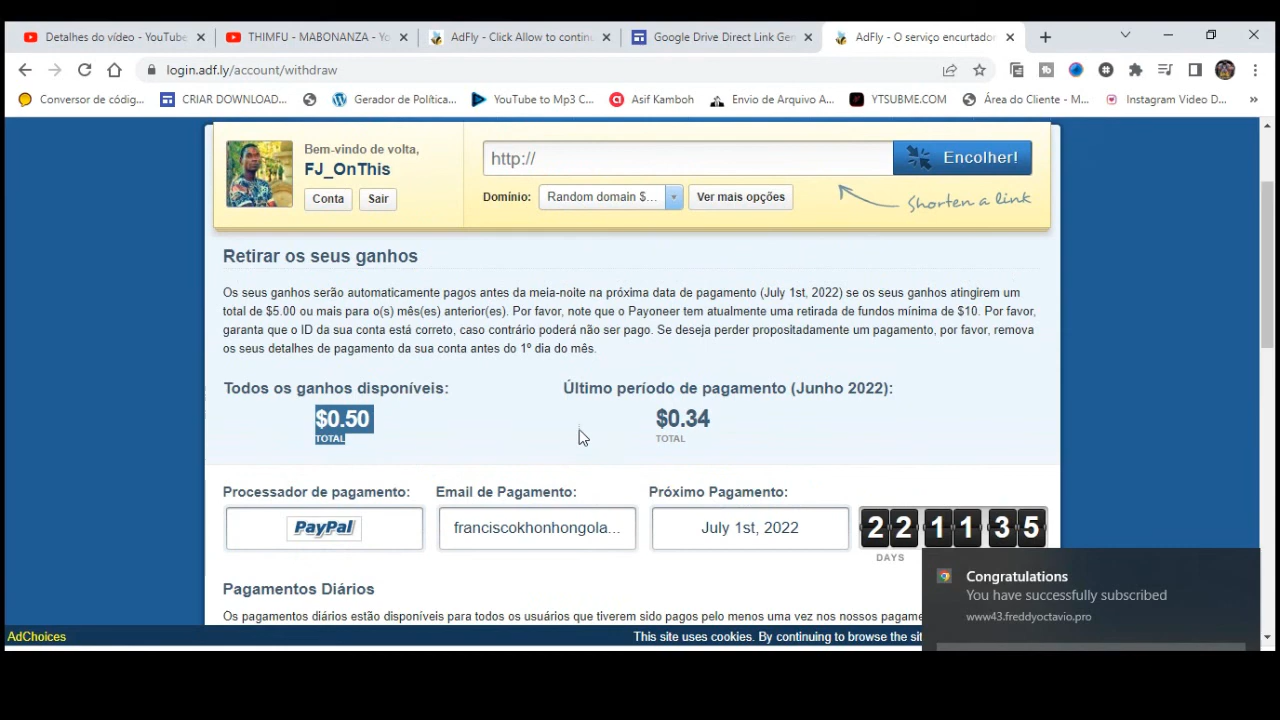 Detalhes do vídeo - YouTube
THIMFU - MABONANZA - Yo
AdFly - Click Allow to continu
Google Drive Direct Link Gen
AdFly - O serviço encurtador
login.adf.ly/account/withdraw
Conversor de códig...
CRIAR DOWNLOAD...
Gerador de Política...
YouTube to Mp3 C...
Asif Kamboh
Envio de Arquivo A...
YTSUBME.COM
Área do Cliente - M...
Instagram Video D...
Bem-vindo de volta,
FJ_OnThis
Conta
Sair
http://
Encolher!
Domínio:
Random domain $...
Ver mais opções
Shorten a link
Retirar os seus ganhos
Os seus ganhos serão automaticamente pagos antes da meia-noite na próxima data de pagamento (July 1st, 2022) se os seus ganhos atingirem um
total de $5.00 ou mais para o(s) mês(es) anterior(es). Por favor, note que o Payoneer tem atualmente uma retirada de fundos mínima de $10. Por favor,
garanta que o ID da sua conta está correto, caso contrário poderá não ser pago. Se deseja perder propositadamente um pagamento, por favor, remova
os seus detalhes de pagamento da sua conta antes do 1º dia do mês.
Todos os ganhos disponíveis:
Último período de pagamento (Junho 2022):
$0.50
$0.34
TOTAL
TOTAL
Processador de pagamento:
Email de Pagamento:
Próximo Pagamento:
PayPal
franciscokhonhongola...
July 1st, 2022
22 11 35
DAYS
Pagamentos Diários
Os pagamentos diários estão disponíveis para todos os usuários que tiverem sido pagos pelo menos uma vez nos nossos pagame
Congratulations
You have successfully subscribed
www43.freddyoctavio.pro
AdChoices
This site uses cookies. By continuing to browse the sit